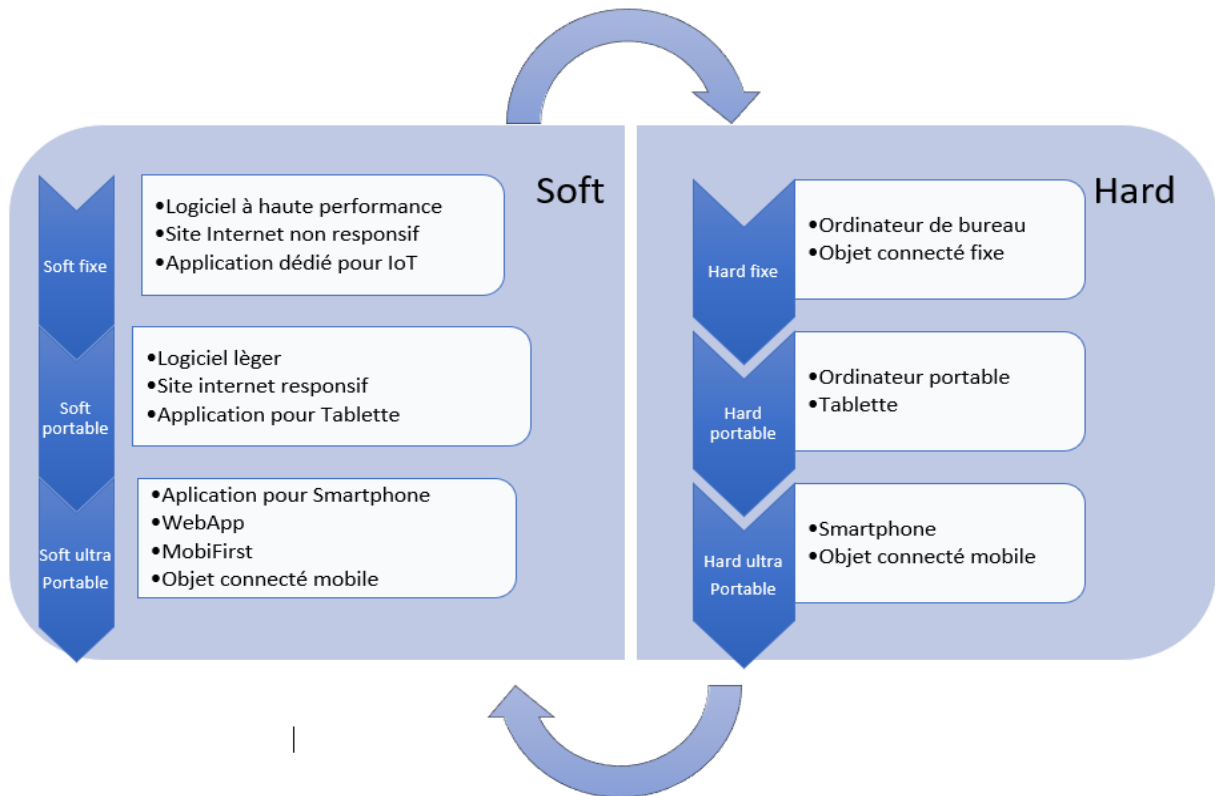 Soft
Soft fixe
•Logiciel à haute performance
•Site Internet non responsif
•Application dédié pour IoT
Soft
portable
•Logiciel lèger
•Site internet responsif
•Application pour Tablette
Soft ultra
Portable
•Aplication pour Smartphone
•WebApp
•MobiFirst
•Objet connecté mobile
Hard
Hard fixe
•Ordinateur de bureau
•Objet connecté fixe
Hard
portable
•Ordinateur portable
•Tablette
Hard ultra
Portable
•Smartphone
•Objet connecté mobile